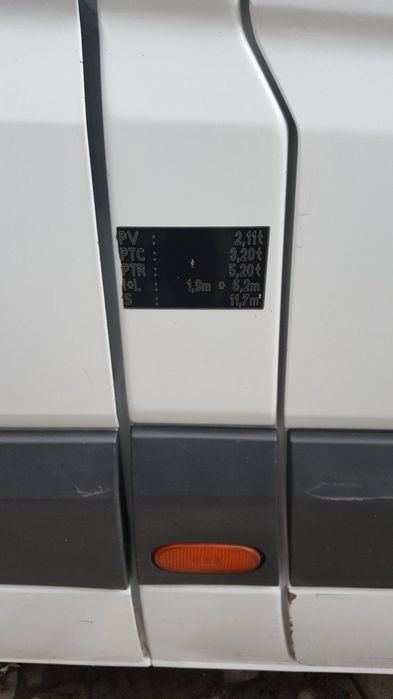 PV : 2,11t
PTC : 3,20t
PTR : 5,20t
l*L : 1,9m * 6,2m
S : 11,7m²